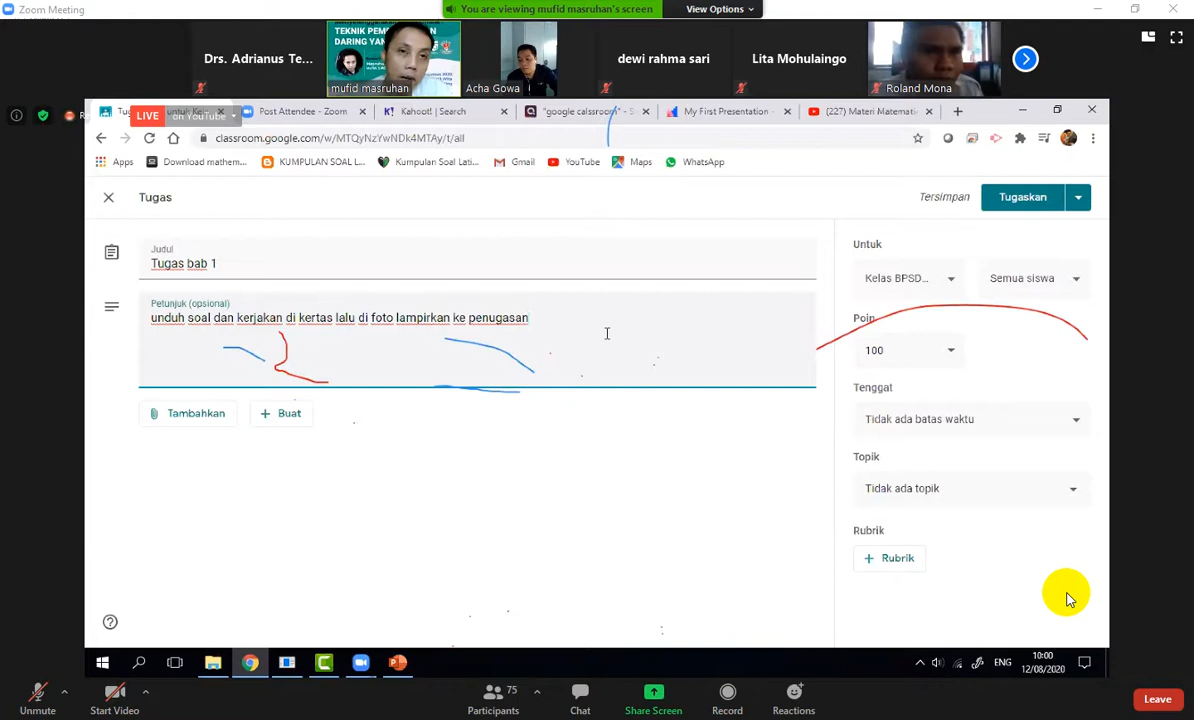 Zoom Meeting
You are viewing mufid masruhan's screen
View Options
Drs. Adrianus Te...
TEKNIK
DARING YAN
mufid masruhan
Acha Gowa
dewi rahma sari
Lita Mohulaingo
Roland Mona
LIVE on YouTube
Post Attendee - Zoom
Kahoot! | Search
"google calssroom" - S
My First Presentation
(227) Materi Matemati
classroom.google.com/w/MTQyNzYwNDk4MTAy/t/all
Apps
Download mathem...
KUMPULAN SOAL L...
Kumpulan Soal Lati...
Gmail
YouTube
Maps
WhatsApp
Tugas
Tersimpan
Tugaskan
Judul
Tugas bab 1
Petunjuk (opsional)
unduh soal dan kerjakan di kertas lalu di foto lampirkan ke penugasan
Tambahkan
Buat
Untuk
Kelas BPSD...
Semua siswa
Poin
100
Tenggat
Tidak ada batas waktu
Topik
Tidak ada topik
Rubrik
+ Rubrik
ENG
10:00
12/08/2020
Unmute
Start Video
75
Participants
Chat
Share Screen
Record
Reactions
Leave